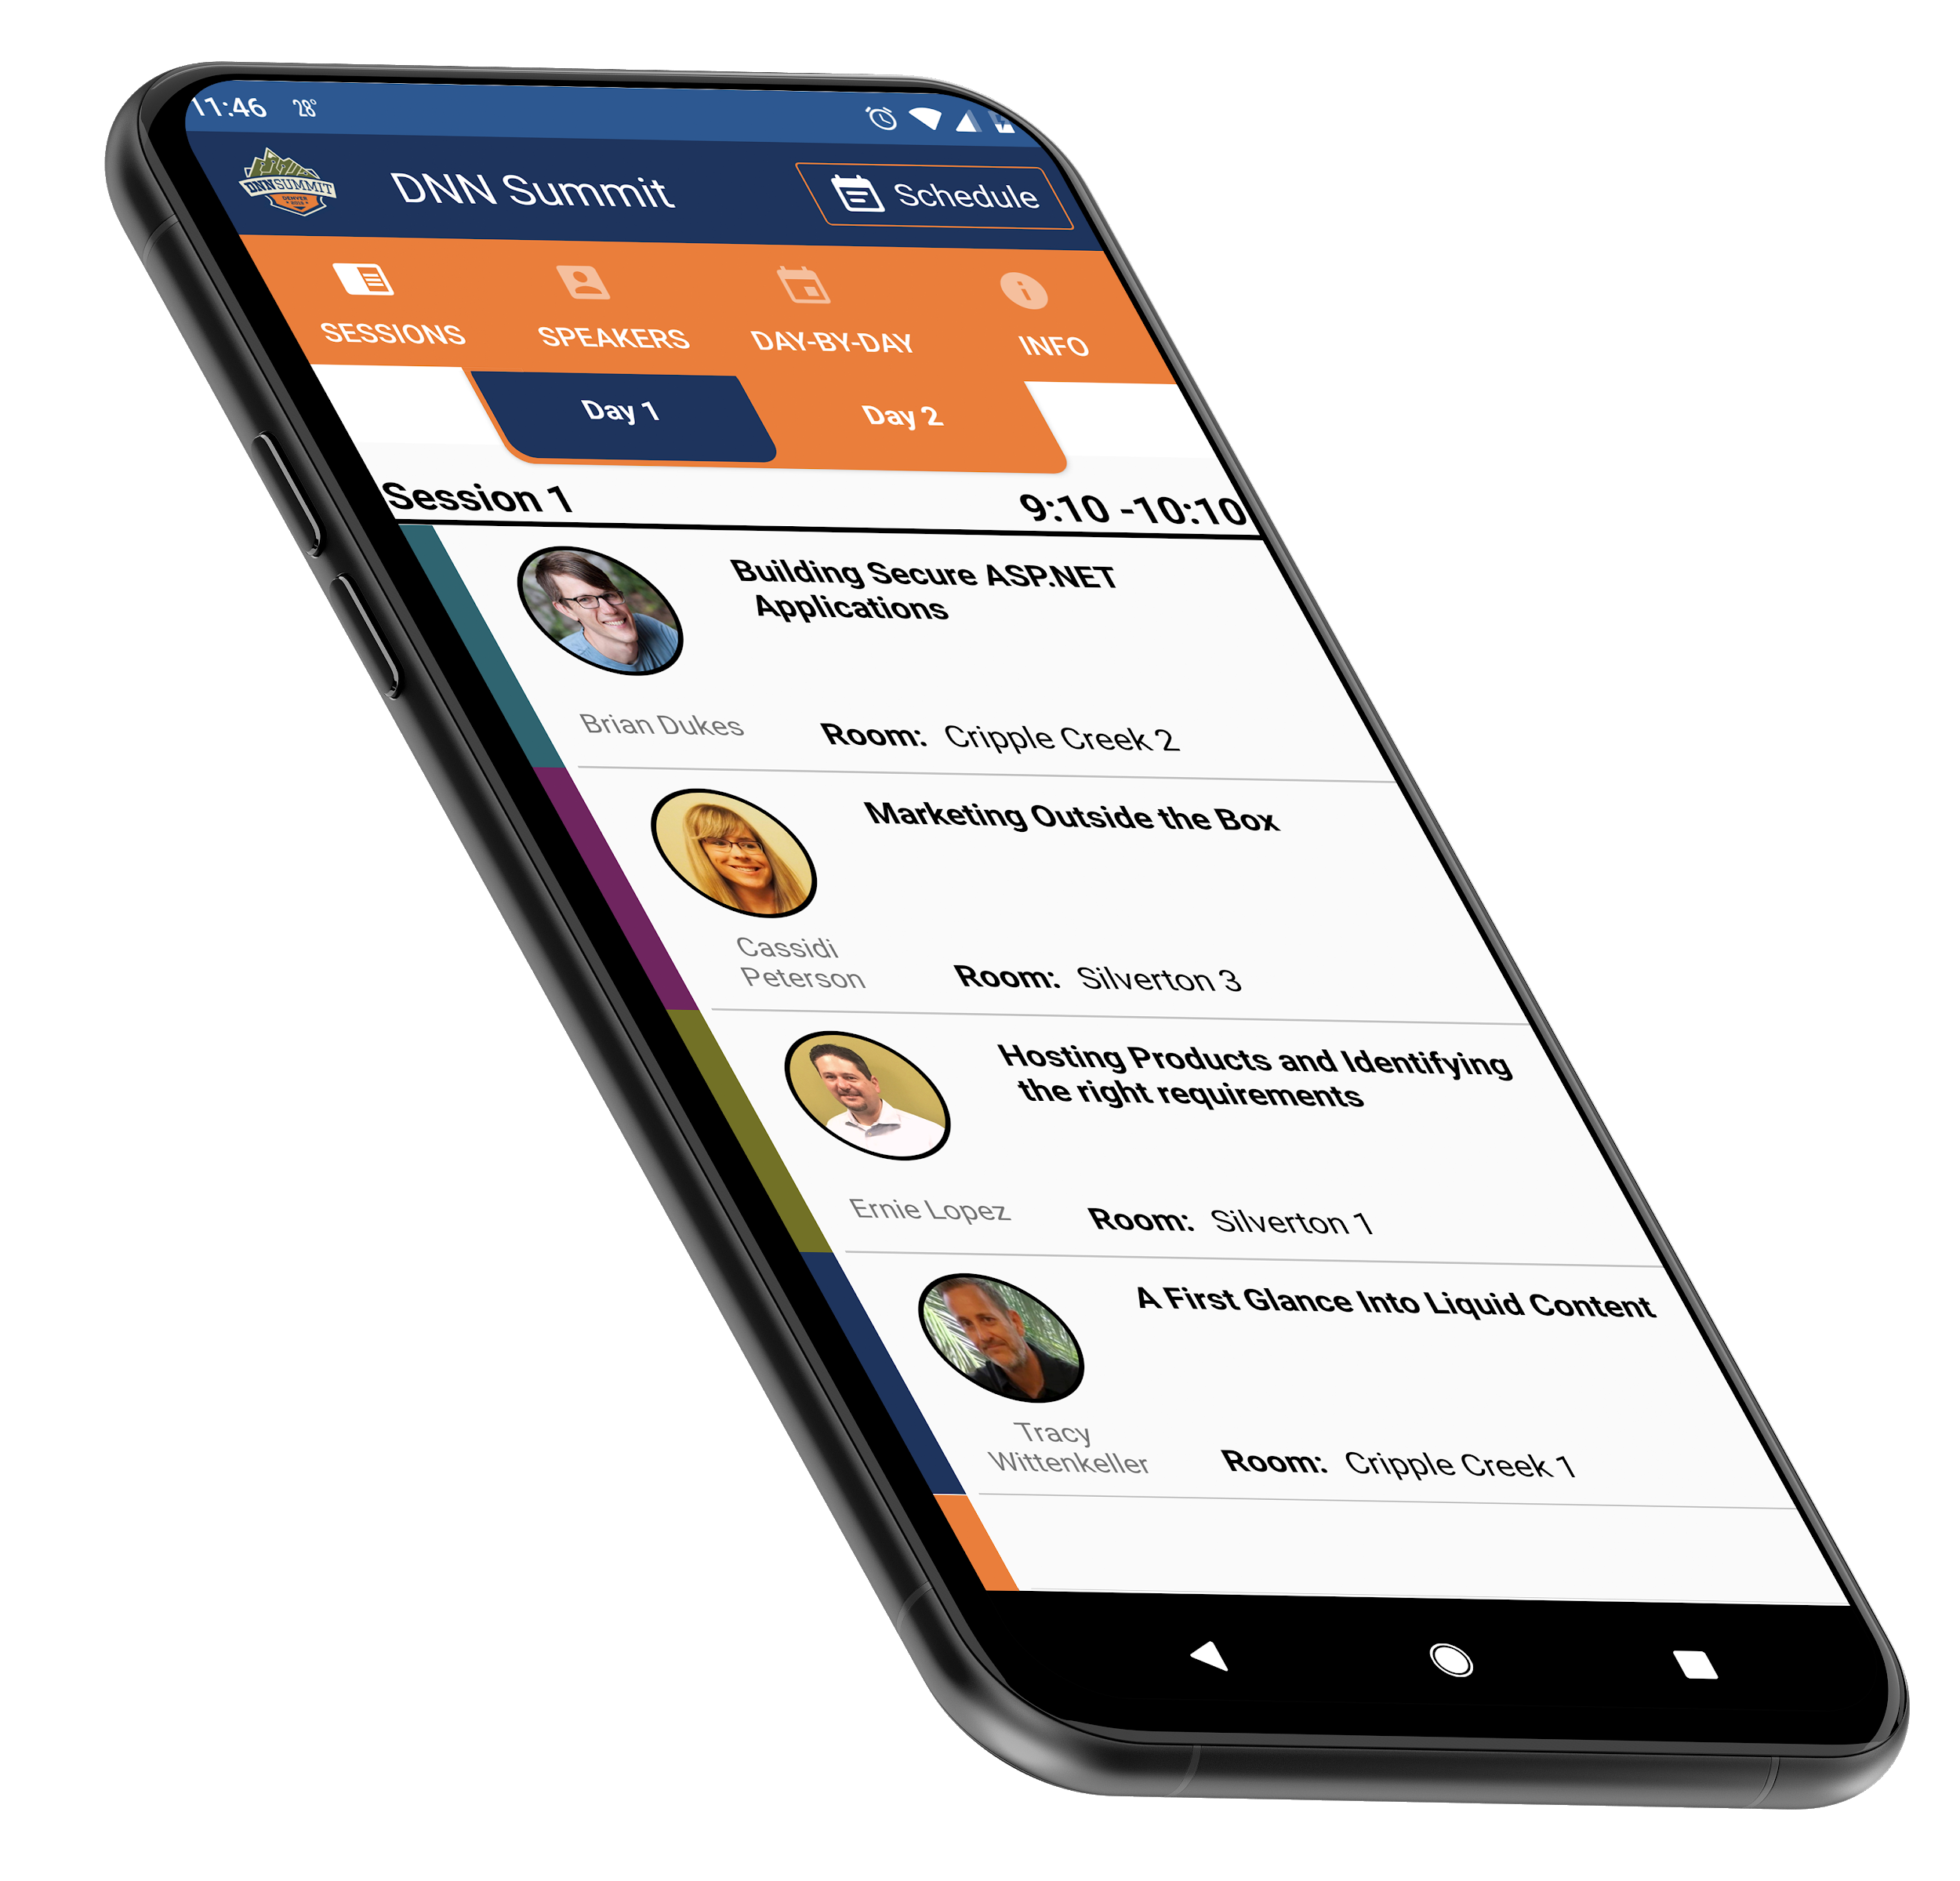 11:46 28°
DNNSUMMIT
DENVER
DNN Summit
Schedule
SESSIONS SPEAKERS DAY-BY-DAY INFO
Day 1 Day 2
Session 1 9:10 -10:10
Building Secure ASP.NET
Applications
Brian Dukes Room: Cripple Creek 2
Marketing Outside the Box
Cassidi
Peterson Room: Silverton 3
Hosting Products and Identifying
the right requirements
Ernie Lopez Room: Silverton 1
A First Glance Into Liquid Content
Tracy
Wittenkeller Room: Cripple Creek 1